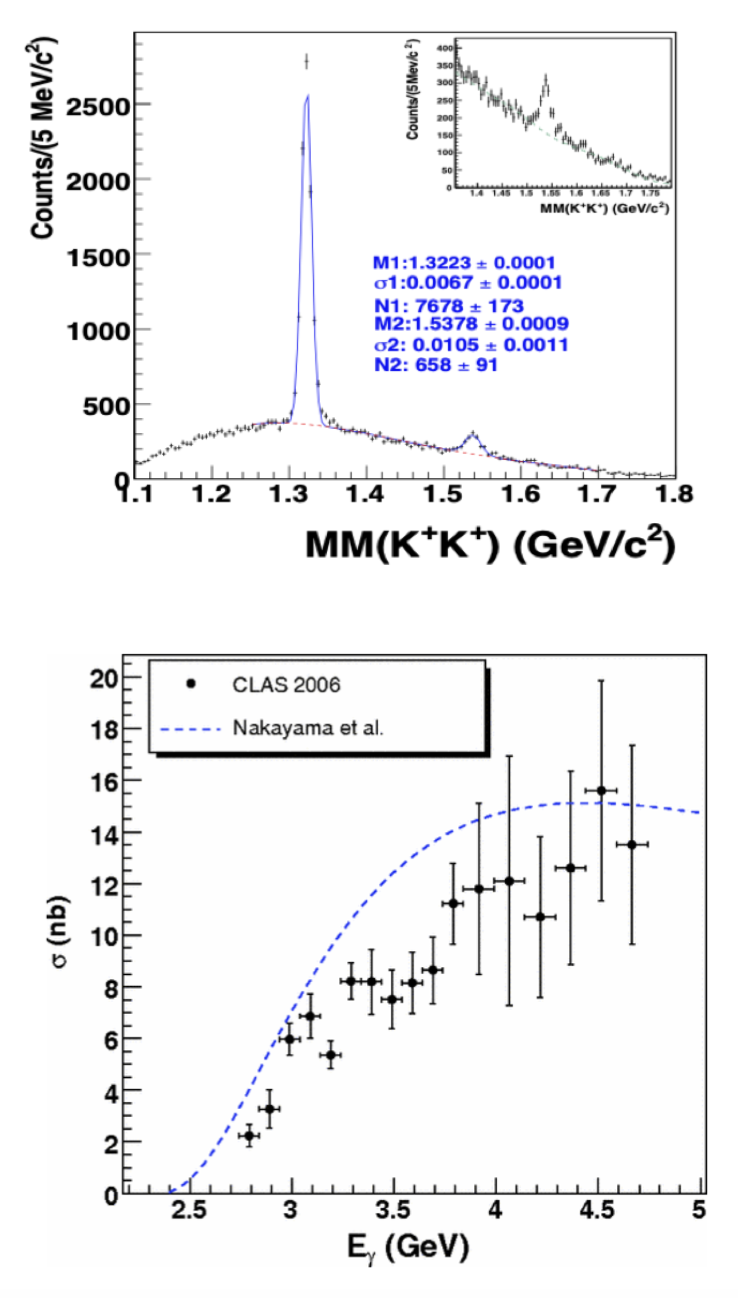 Counts/(5 MeV/c²)
2500
2000
1500
1000
500
0
1.1 1.2 1.3 1.4 1.5 1.6 1.7 1.8
MM(K⁺K⁺) (GeV/c²)
Counts/(5Mev/c²)
400
350
300
250
200
150
100
50
0
1.4 1.45 1.5 1.55 1.6 1.65 1.7 1.75
MM(K⁺K⁺) (GeV/c²)
M1:1.3223 ± 0.0001
σ1:0.0067 ± 0.0001
N1: 7678 ± 173
M2:1.5378 ± 0.0009
σ2: 0.0105 ± 0.0011
N2: 658 ± 91
CLAS 2006
Nakayama et al.
σ (nb)
20
18
16
14
12
10
8
6
4
2
0
2.5 3 3.5 4 4.5 5
Eγ (GeV)